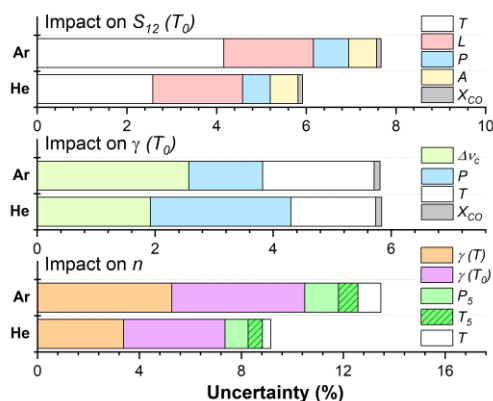 Impact on S12 (T0)
Ar
He
T
L
P
A
XCO
0 2 4 6 8 10
Impact on γ (T0)
Ar
He
Δνc
P
T
XCO
0 2 4 6
Impact on n
Ar
He
γ (T)
γ (T0)
P5
T5
T
0 4 8 12 16
Uncertainty (%)